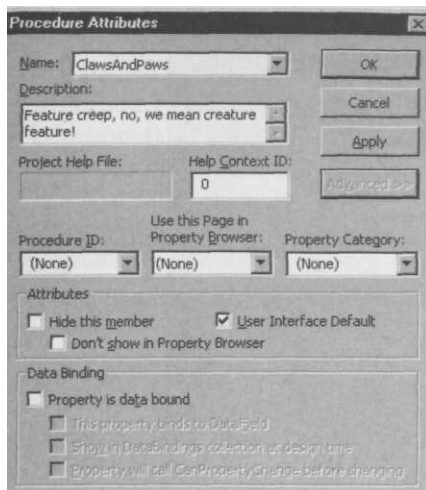 Procedure Attributes
Name:
ClawsAndPaws
OK
Description:
Feature creep, no, we mean creature
feature!
Cancel
Apply
Project Help File:
Help Context ID:
0
Advanced >>
Procedure ID:
Use this Page in
Property Browser:
Property Category:
(None)
(None)
(None)
Attributes
Hide this member
User Interface Default
Don't show in Property Browser
Data Binding
Property is data bound
This property binds to DataField
Show in DataBindings collection at design time
Property will call CanPropertyChange before changing